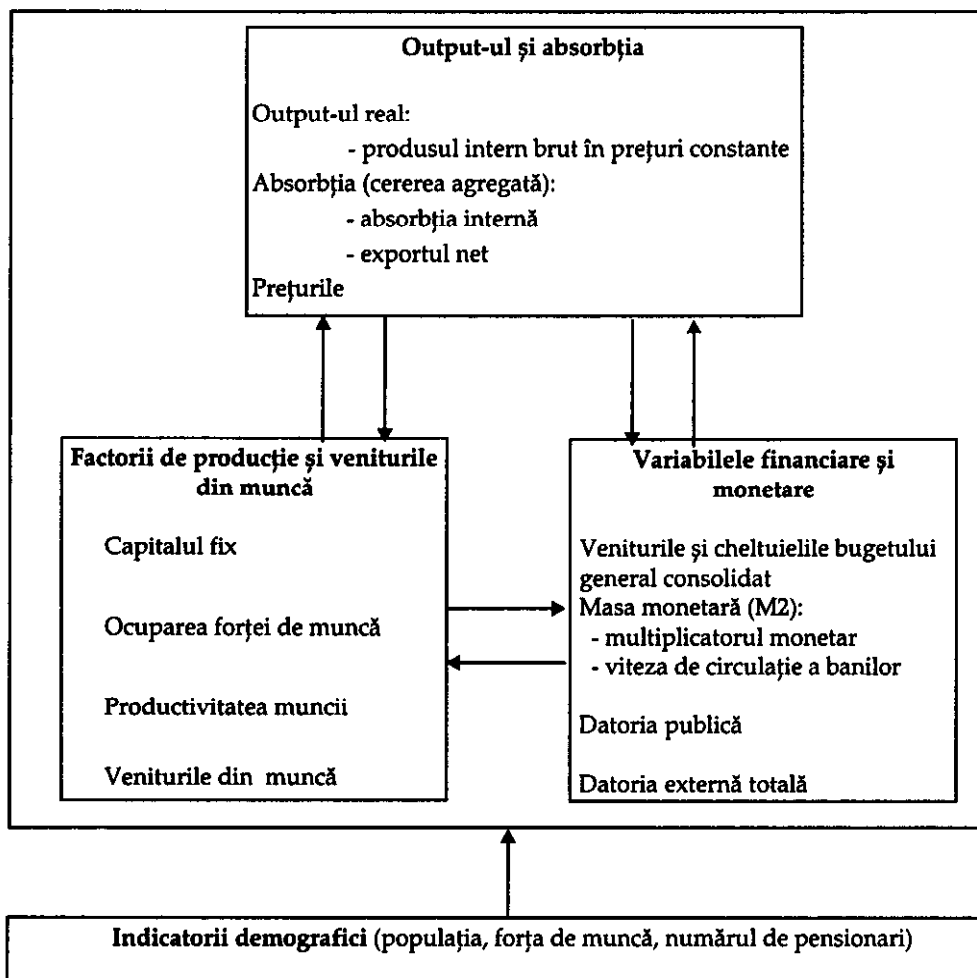 Output-ul și absorbția
Output-ul real:
- produsul intern brut în prețuri constante
Absorbția (cererea agregată):
- absorbția internă
- exportul net
Prețurile
Factorii de producție și veniturile
din muncă
Capitalul fix
Ocuparea forței de muncă
Productivitatea muncii
Veniturile din muncă
Variabilele financiare și
monetare
Veniturile și cheltuielile bugetului
general consolidat
Masa monetară (M2):
- multiplicatorul monetar
- viteza de circulație a banilor
Datoria publică
Datoria externă totală
Indicatorii demografici (populația, forța de muncă, numărul de pensionari)